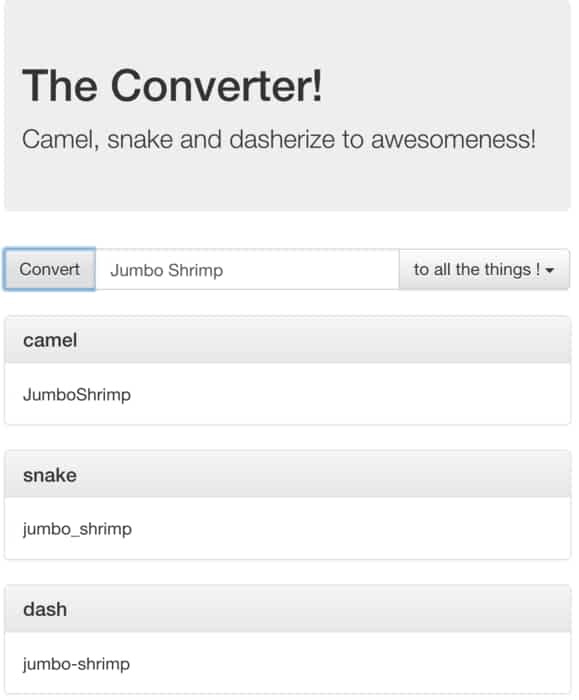 The Converter!
Camel, snake and dasherize to awesomeness!
Convert Jumbo Shrimp to all the things !
camel
JumboShrimp
snake
jumbo_shrimp
dash
jumbo-shrimp